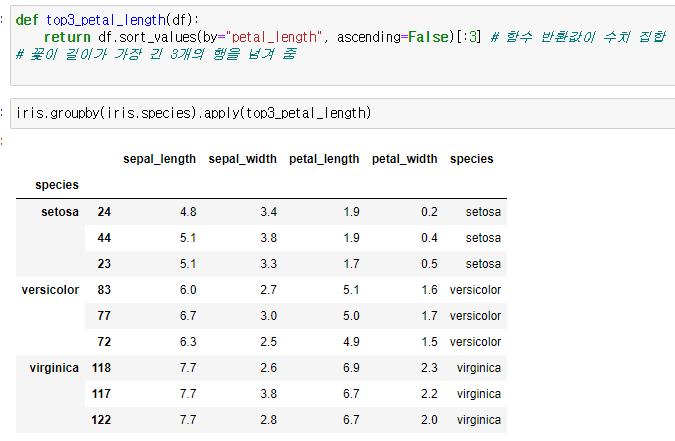 def top3_petal_length(df):
return df.sort_values(by="petal_length", ascending=False)[:3] # 함수 반환값이 수치 집합
# 꽃이 길이가 가장 긴 3개의 행을 넘겨 줌
iris.groupby(iris.species).apply(top3_petal_length)
sepal_length sepal_width petal_length petal_width species
species
setosa 24 4.8 3.4 1.9 0.2 setosa
44 5.1 3.8 1.9 0.4 setosa
23 5.1 3.3 1.7 0.5 setosa
versicolor 83 6.0 2.7 5.1 1.6 versicolor
77 6.7 3.0 5.0 1.7 versicolor
72 6.3 2.5 4.9 1.5 versicolor
virginica 118 7.7 2.6 6.9 2.3 virginica
117 7.7 3.8 6.7 2.2 virginica
122 7.7 2.8 6.7 2.0 virginica